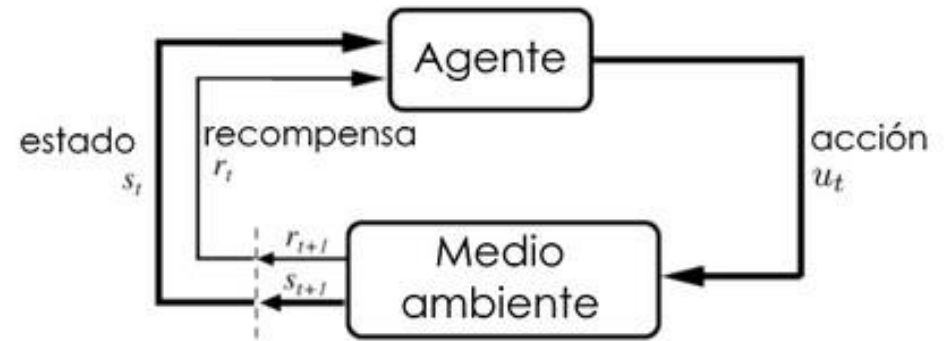 Agente
estado
s_t
recompensa
r_t
acción
u_t
r_{t+1}
s_{t+1}
Medio
ambiente